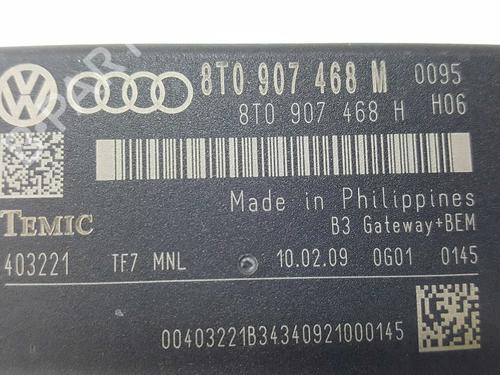 8T0 907 468 M 0095
8T0 907 468 H H06
Made in Philippines
TEMIC
B3 Gateway+BEM
403221 TF7 MNL 10.02.09 0G01 0145
00403221B34340921000145